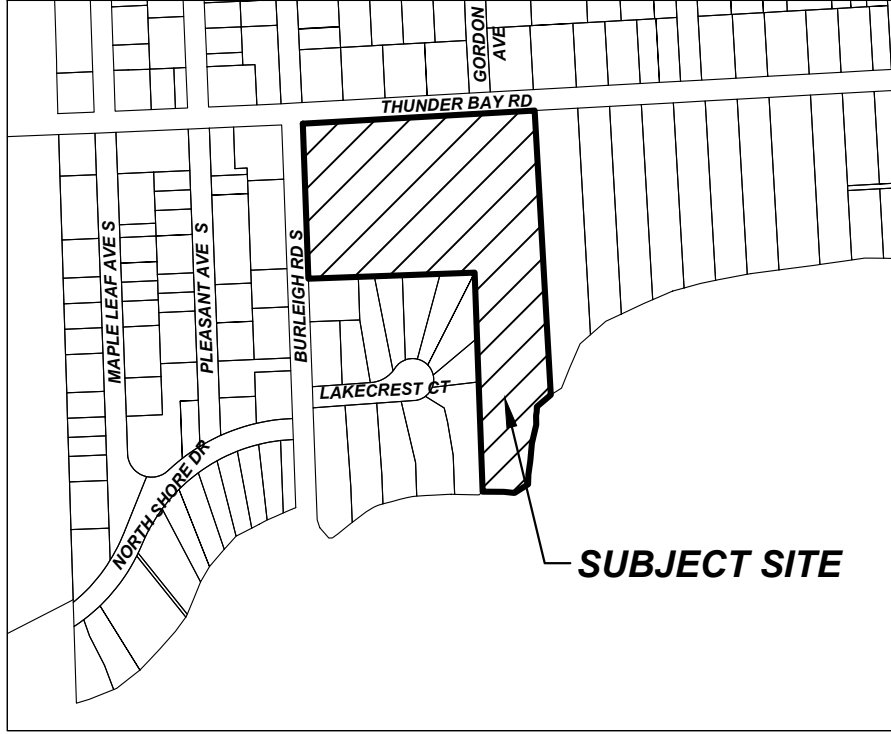 GORDON
AVE
THUNDER BAY RD
MAPLE LEAF AVE S
PLEASANT AVE S
BURLEIGH RD S
LAKECREST CT
NORTH SHORE DR
SUBJECT SITE